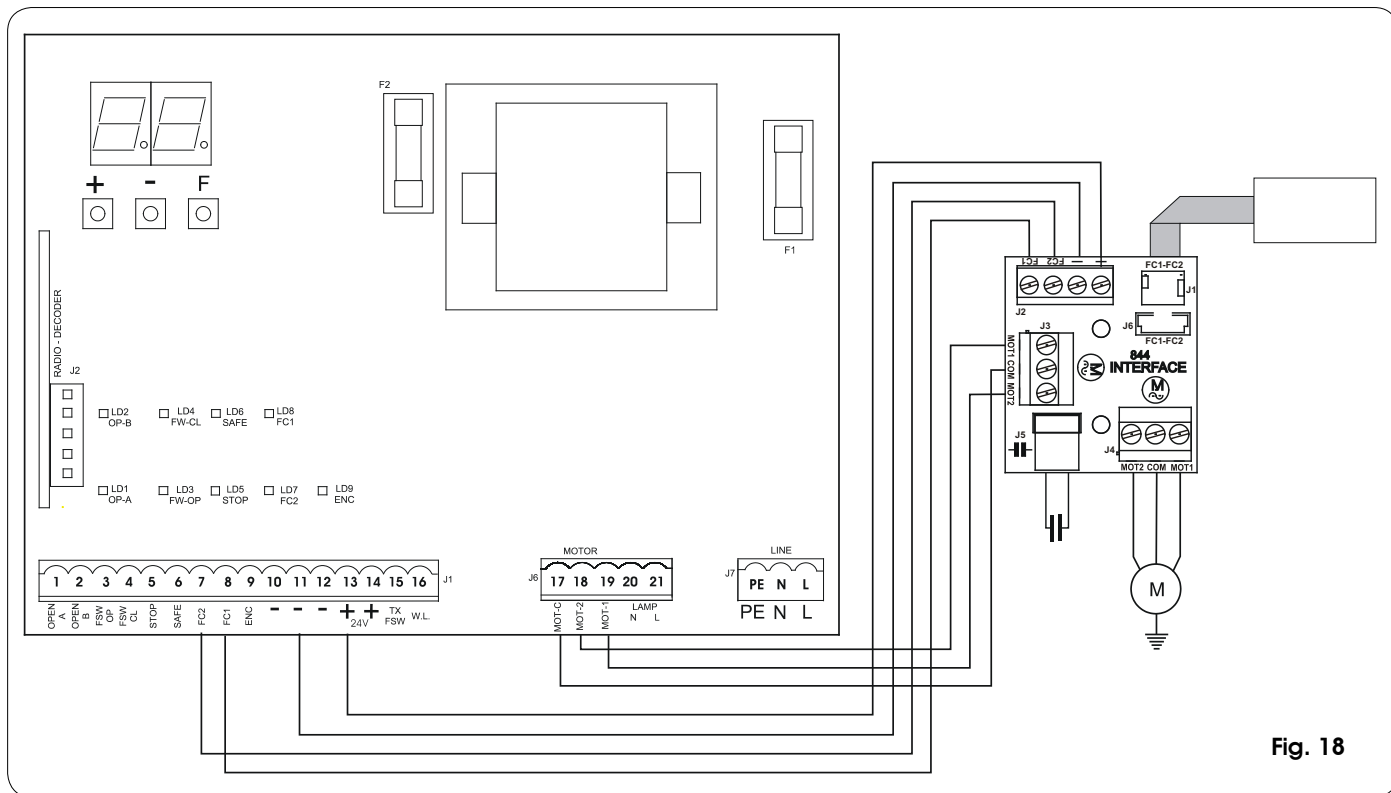 F2
F1
+ - F
RADIO - DECODER
J2
LD2
OP-B
LD4
FW-CL
LD6
SAFE
LD8
FC1
LD1
OP-A
LD3
FW-OP
LD5
STOP
LD7
FC2
LD9
ENC
1 2 3 4 5 6 7 8 9 10 11 12 13 14 15 16
J1
OPEN A
OPEN B
FSW OP
FSW CL
STOP
SAFE
FC2
FC1
ENC
- - -
+ +
24V
TX FSW
W.L.
MOTOR
J6
17 18 19 20 21
MOT-C
MOT-2
MOT-1
LAMP
N L
LINE
J7
PE N L
PE N L
FC1 FC2 — +
J2
FC1-FC2
J1
J6
FC1-FC2
J3
MOT1 COM MOT2
M
844
INTERFACE
M
J5
J4
MOT2 COM MOT1
M
Fig. 18